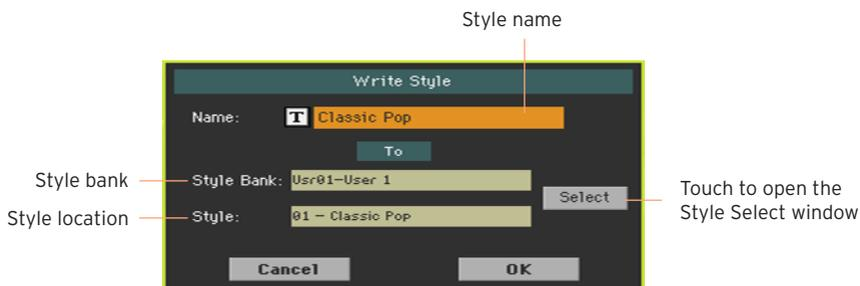 Style name
Write Style
Name: T Classic Pop
To
Style bank
Style Bank: Usr01-User 1
Select
Touch to open the
Style Select window
Style location
Style: 01 - Classic Pop
Cancel OK